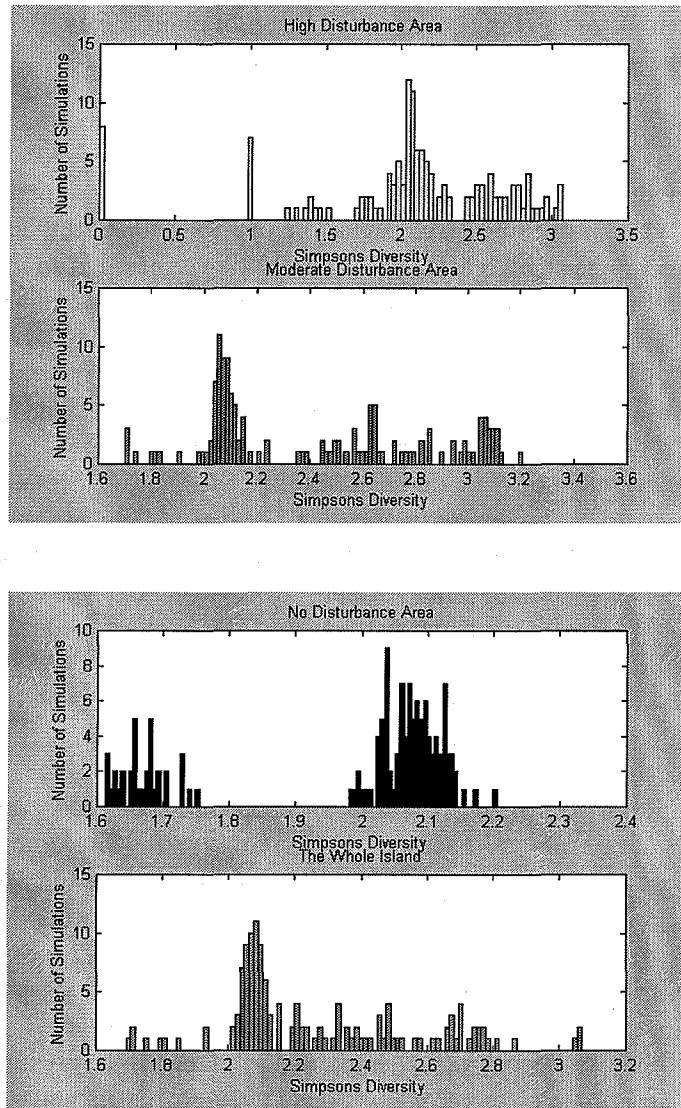 High Disturbance Area
15
10
5
0
Number of Simulations
0 0.5 1 1.5 2 2.5 3 3.5
Simpsons Diversity
Moderate Disturbance Area
15
10
5
0
Number of Simulations
1.6 1.8 2 2.2 2.4 2.6 2.8 3 3.2 3.4 3.6
Simpsons Diversity
No Disturbance Area
10
8
6
4
2
0
Number of Simulations
1.6 1.7 1.8 1.9 2 2.1 2.2 2.3 2.4
Simpsons Diversity
The Whole Island
15
10
5
0
Number of Simulations
1.6 1.8 2 2.2 2.4 2.6 2.8 3 3.2
Simpsons Diversity